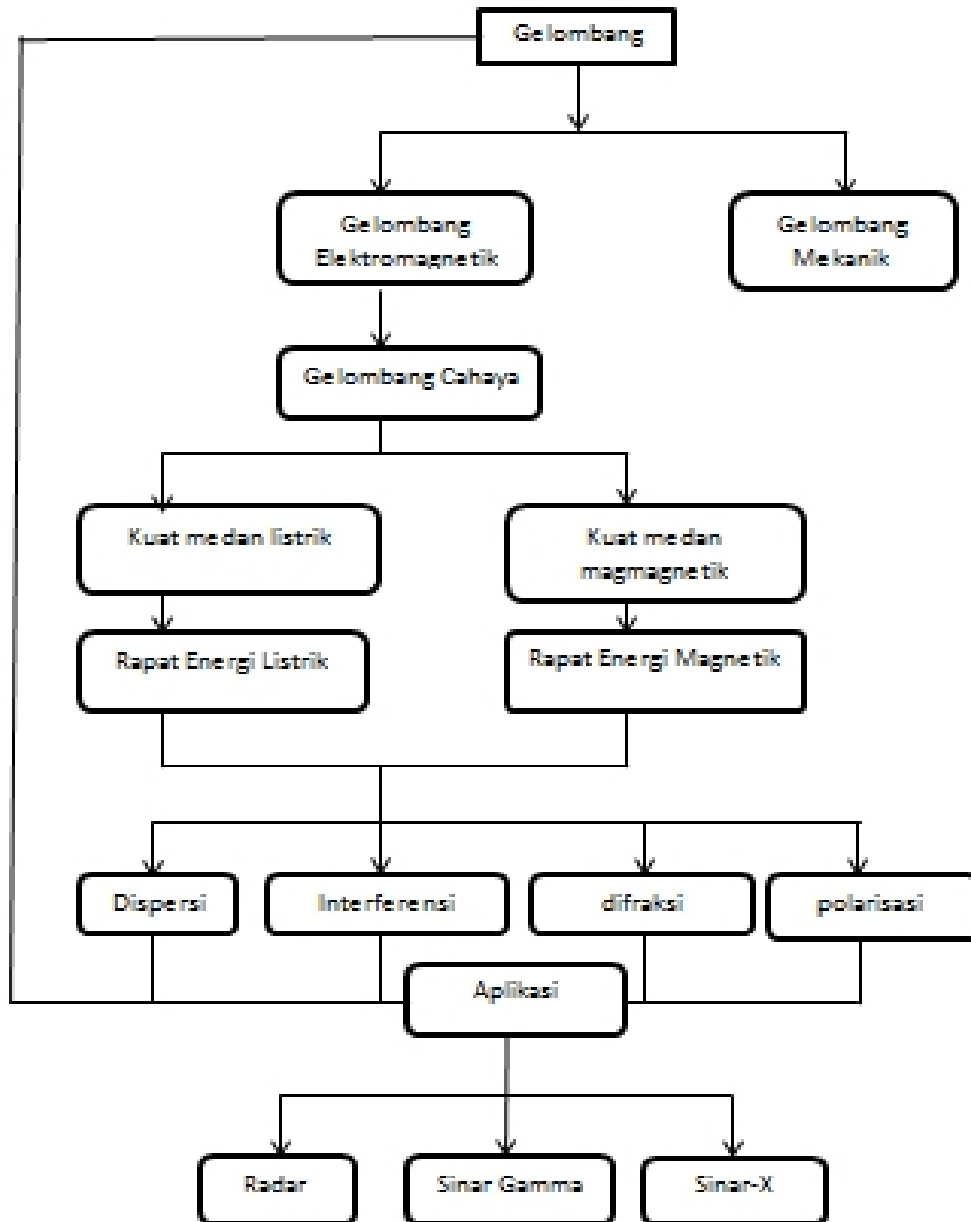 Gelombang
Gelombang
Elektromagnetik
Gelombang
Mekanik
Gelombang Cahaya
Kuat medan listrik
Kuat medan
magmagnetik
Rapat Energi Listrik
Rapat Energi Magnetik
Dispersi
Interferensi
difraksi
polarisasi
Aplikasi
Radar
Sinar Gamma
Sinar-X